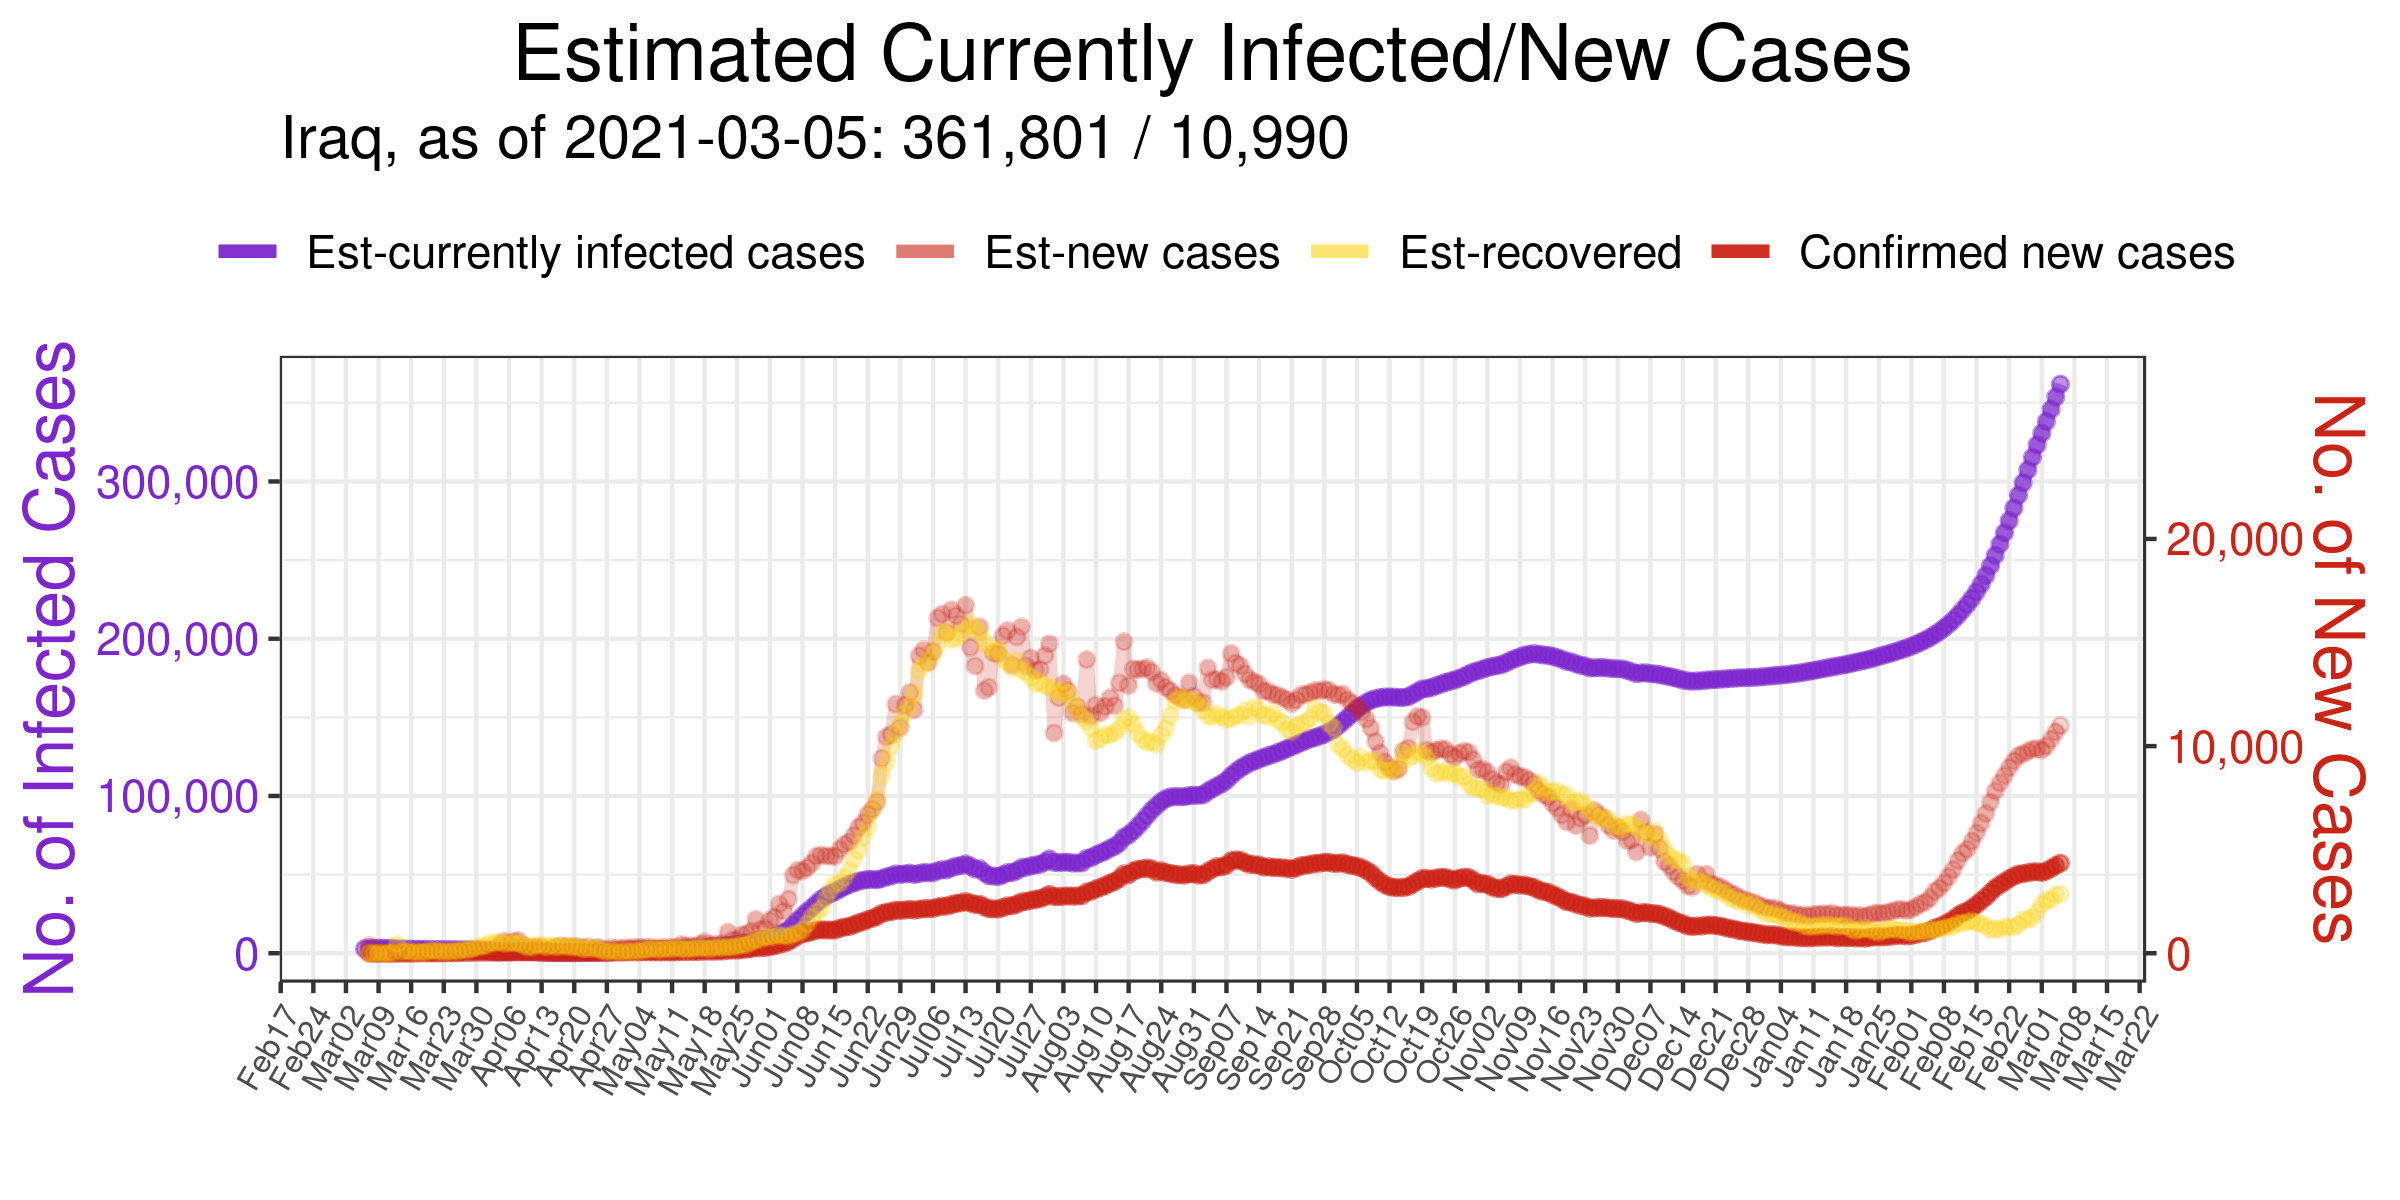 Estimated Currently Infected/New Cases
Iraq, as of 2021-03-05: 361,801 / 10,990
Est-currently infected cases
Est-new cases
Est-recovered
Confirmed new cases
No. of Infected Cases
300,000
200,000
100,000
0
20,000
10,000
0
No. of New Cases
Feb17
Feb24
Mar02
Mar09
Mar16
Mar23
Mar30
Apr06
Apr13
Apr20
Apr27
May04
May11
May18
May25
Jun01
Jun08
Jun15
Jun22
Jun29
Jul06
Jul13
Jul20
Jul27
Aug03
Aug10
Aug17
Aug24
Aug31
Sep07
Sep14
Sep21
Sep28
Oct05
Oct12
Oct19
Oct26
Nov02
Nov09
Nov16
Nov23
Nov30
Dec07
Dec14
Dec21
Dec28
Jan04
Jan11
Jan18
Jan25
Feb01
Feb08
Feb15
Feb22
Mar01
Mar08
Mar15
Mar22